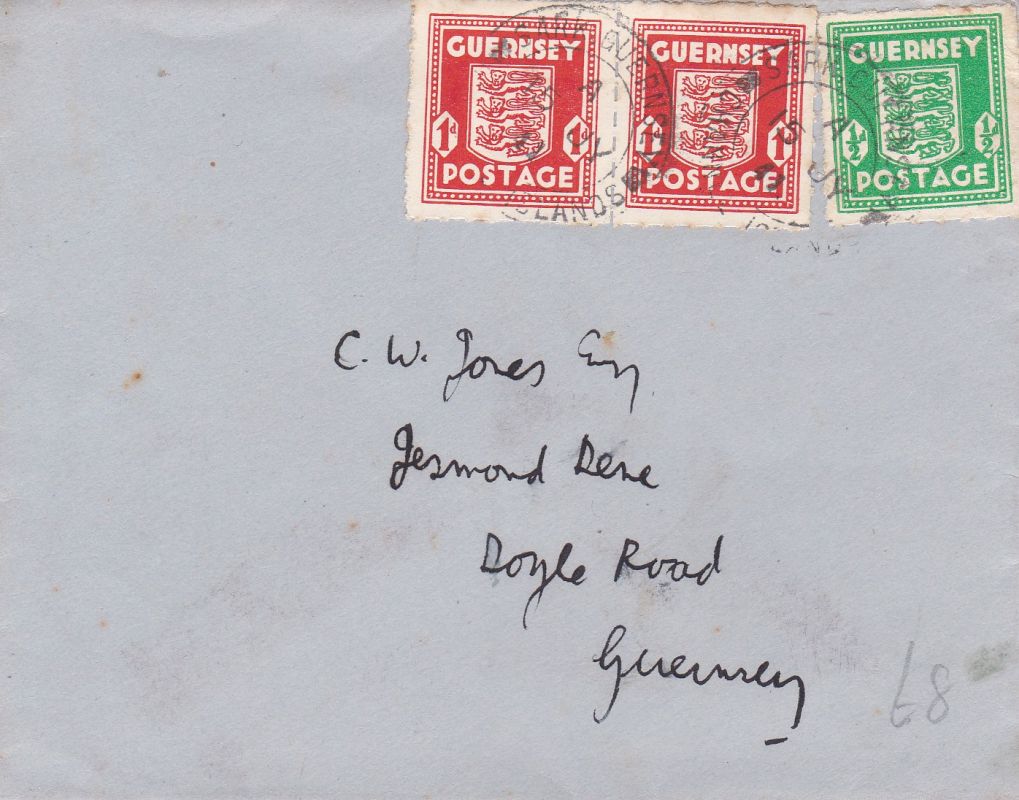 GUERNSEY GUERNSEY GUERNSEY
1d 1d 1d 1d ½ ½
POSTAGE POSTAGE POSTAGE
ISLANDS
C. W. Jones Esq
Jesmond Dene
Doyle Road
Guernsey